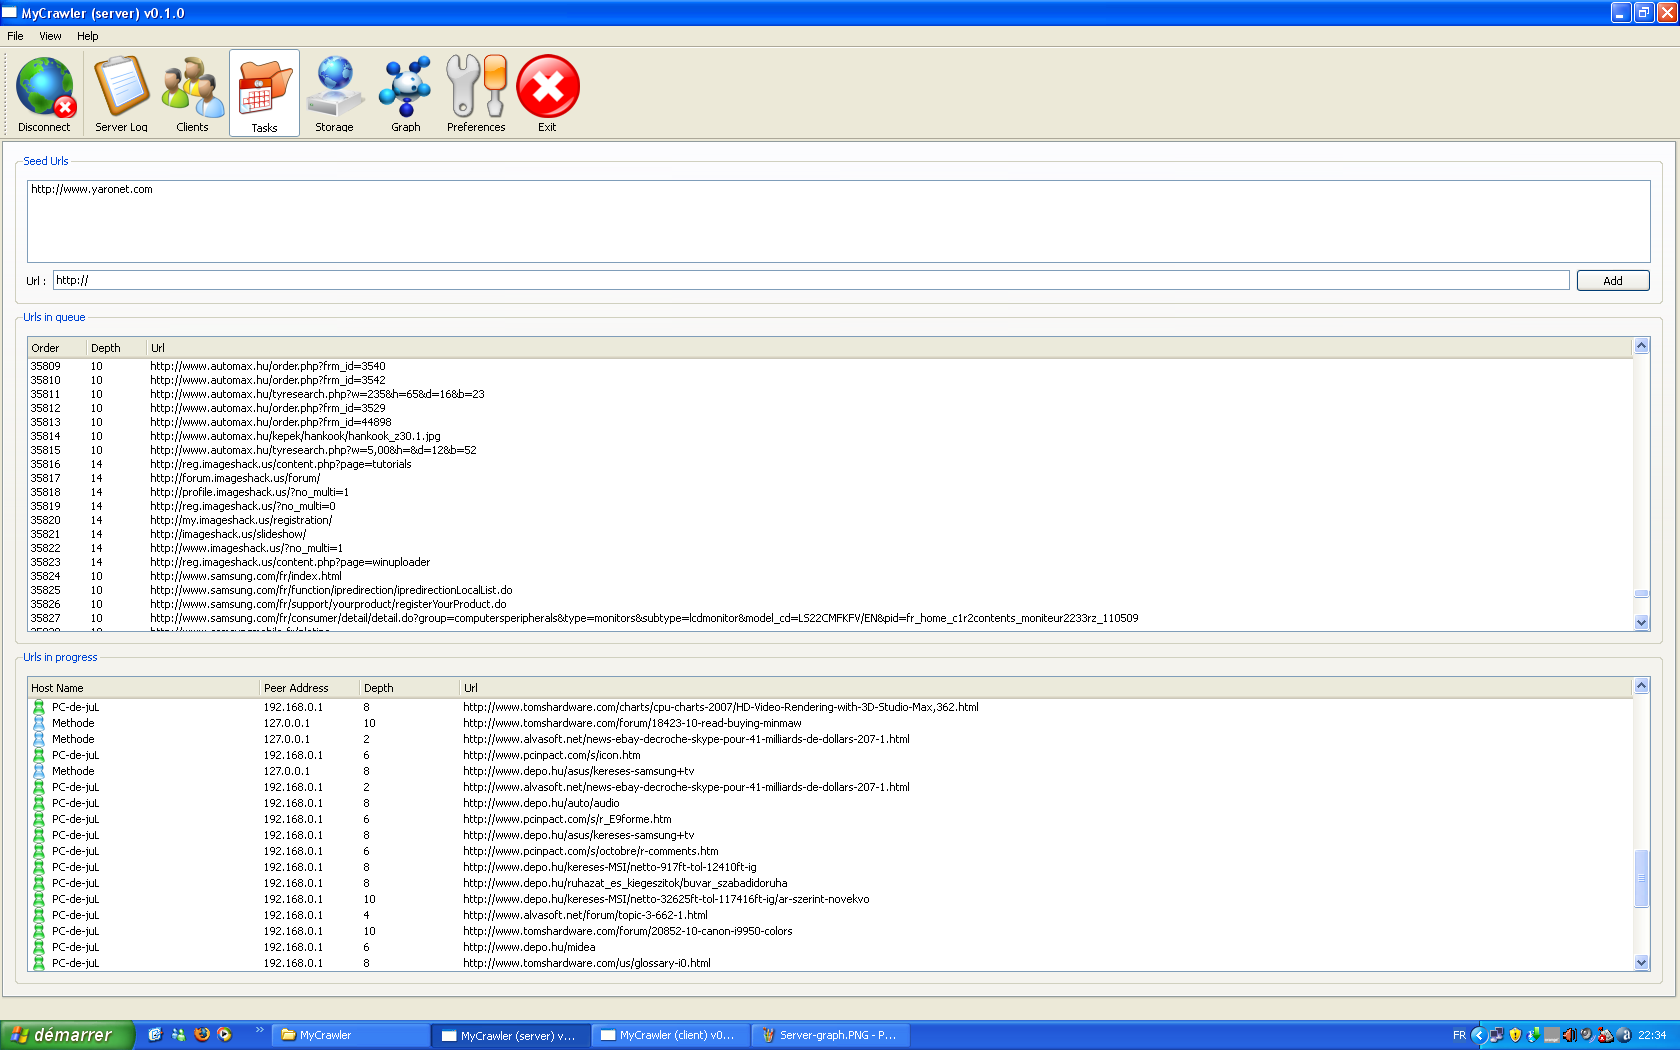 MyCrawler (server) v0.1.0
File View Help
Disconnect Server Log Clients Tasks Storage Graph Preferences Exit
Seed Urls
http://www.yaronet.com
Url : http:// Add
Urls in queue
Order Depth Url
35809 10 http://www.automax.hu/order.php?frm_id=3540
35810 10 http://www.automax.hu/order.php?frm_id=3542
35811 10 http://www.automax.hu/tyresearch.php?w=235&h=65&d=16&b=23
35812 10 http://www.automax.hu/order.php?frm_id=3529
35813 10 http://www.automax.hu/order.php?frm_id=44898
35814 10 http://www.automax.hu/kepek/hankook/hankook_z30.1.jpg
35815 10 http://www.automax.hu/tyresearch.php?w=5,00&h=&d=12&b=52
35816 14 http://reg.imageshack.us/content.php?page=tutorials
35817 14 http://forum.imageshack.us/forum/
35818 14 http://profile.imageshack.us/?no_multi=1
35819 14 http://reg.imageshack.us/?no_multi=0
35820 14 http://my.imageshack.us/registration/
35821 14 http://imageshack.us/slideshow/
35822 14 http://www.imageshack.us/?no_multi=1
35823 14 http://reg.imageshack.us/content.php?page=winuploader
35824 10 http://www.samsung.com/fr/index.html
35825 10 http://www.samsung.com/fr/function/ipredirection/ipredirectionLocalList.do
35826 10 http://www.samsung.com/fr/support/yourproduct/registerYourProduct.do
35827 10 http://www.samsung.com/fr/consumer/detail/detail.do?group=computersperipherals&type=monitors&subtype=lcdmonitor&model_cd=LS22CMFKFV/EN&pid=fr_home_c1r2contents_moniteur2233rz_110509
Urls in progress
Host Name Peer Address Depth Url
PC-de-juL 192.168.0.1 8 http://www.tomshardware.com/charts/cpu-charts-2007/HD-Video-Rendering-with-3D-Studio-Max,362.html
Methode 127.0.0.1 10 http://www.tomshardware.com/forum/18423-10-read-buying-minmaw
Methode 127.0.0.1 2 http://www.alvasoft.net/news-ebay-decroche-skype-pour-41-milliards-de-dollars-207-1.html
PC-de-juL 192.168.0.1 6 http://www.pcinpact.com/s/icon.htm
Methode 127.0.0.1 8 http://www.depo.hu/asus/kereses-samsung+tv
PC-de-juL 192.168.0.1 2 http://www.alvasoft.net/news-ebay-decroche-skype-pour-41-milliards-de-dollars-207-1.html
PC-de-juL 192.168.0.1 8 http://www.depo.hu/auto/audio
PC-de-juL 192.168.0.1 6 http://www.pcinpact.com/s/r_E9forme.htm
PC-de-juL 192.168.0.1 8 http://www.depo.hu/asus/kereses-samsung+tv
PC-de-juL 192.168.0.1 6 http://www.pcinpact.com/s/octobre/r-comments.htm
PC-de-juL 192.168.0.1 8 http://www.depo.hu/kereses-MSI/netto-917ft-tol-12410ft-ig
PC-de-juL 192.168.0.1 8 http://www.depo.hu/ruhazat_es_kiegeszitok/buvar_szabadidoruha
PC-de-juL 192.168.0.1 10 http://www.depo.hu/kereses-MSI/netto-32625ft-tol-117416ft-ig/ar-szerint-novekvo
PC-de-juL 192.168.0.1 4 http://www.alvasoft.net/forum/topic-3-662-1.html
PC-de-juL 192.168.0.1 10 http://www.tomshardware.com/forum/20852-10-canon-i9950-colors
PC-de-juL 192.168.0.1 6 http://www.depo.hu/midea
PC-de-juL 192.168.0.1 8 http://www.tomshardware.com/us/glossary-i0.html
démarrer MyCrawler MyCrawler (server) v... MyCrawler (client) v0... Server-graph.PNG - P... FR 22:34